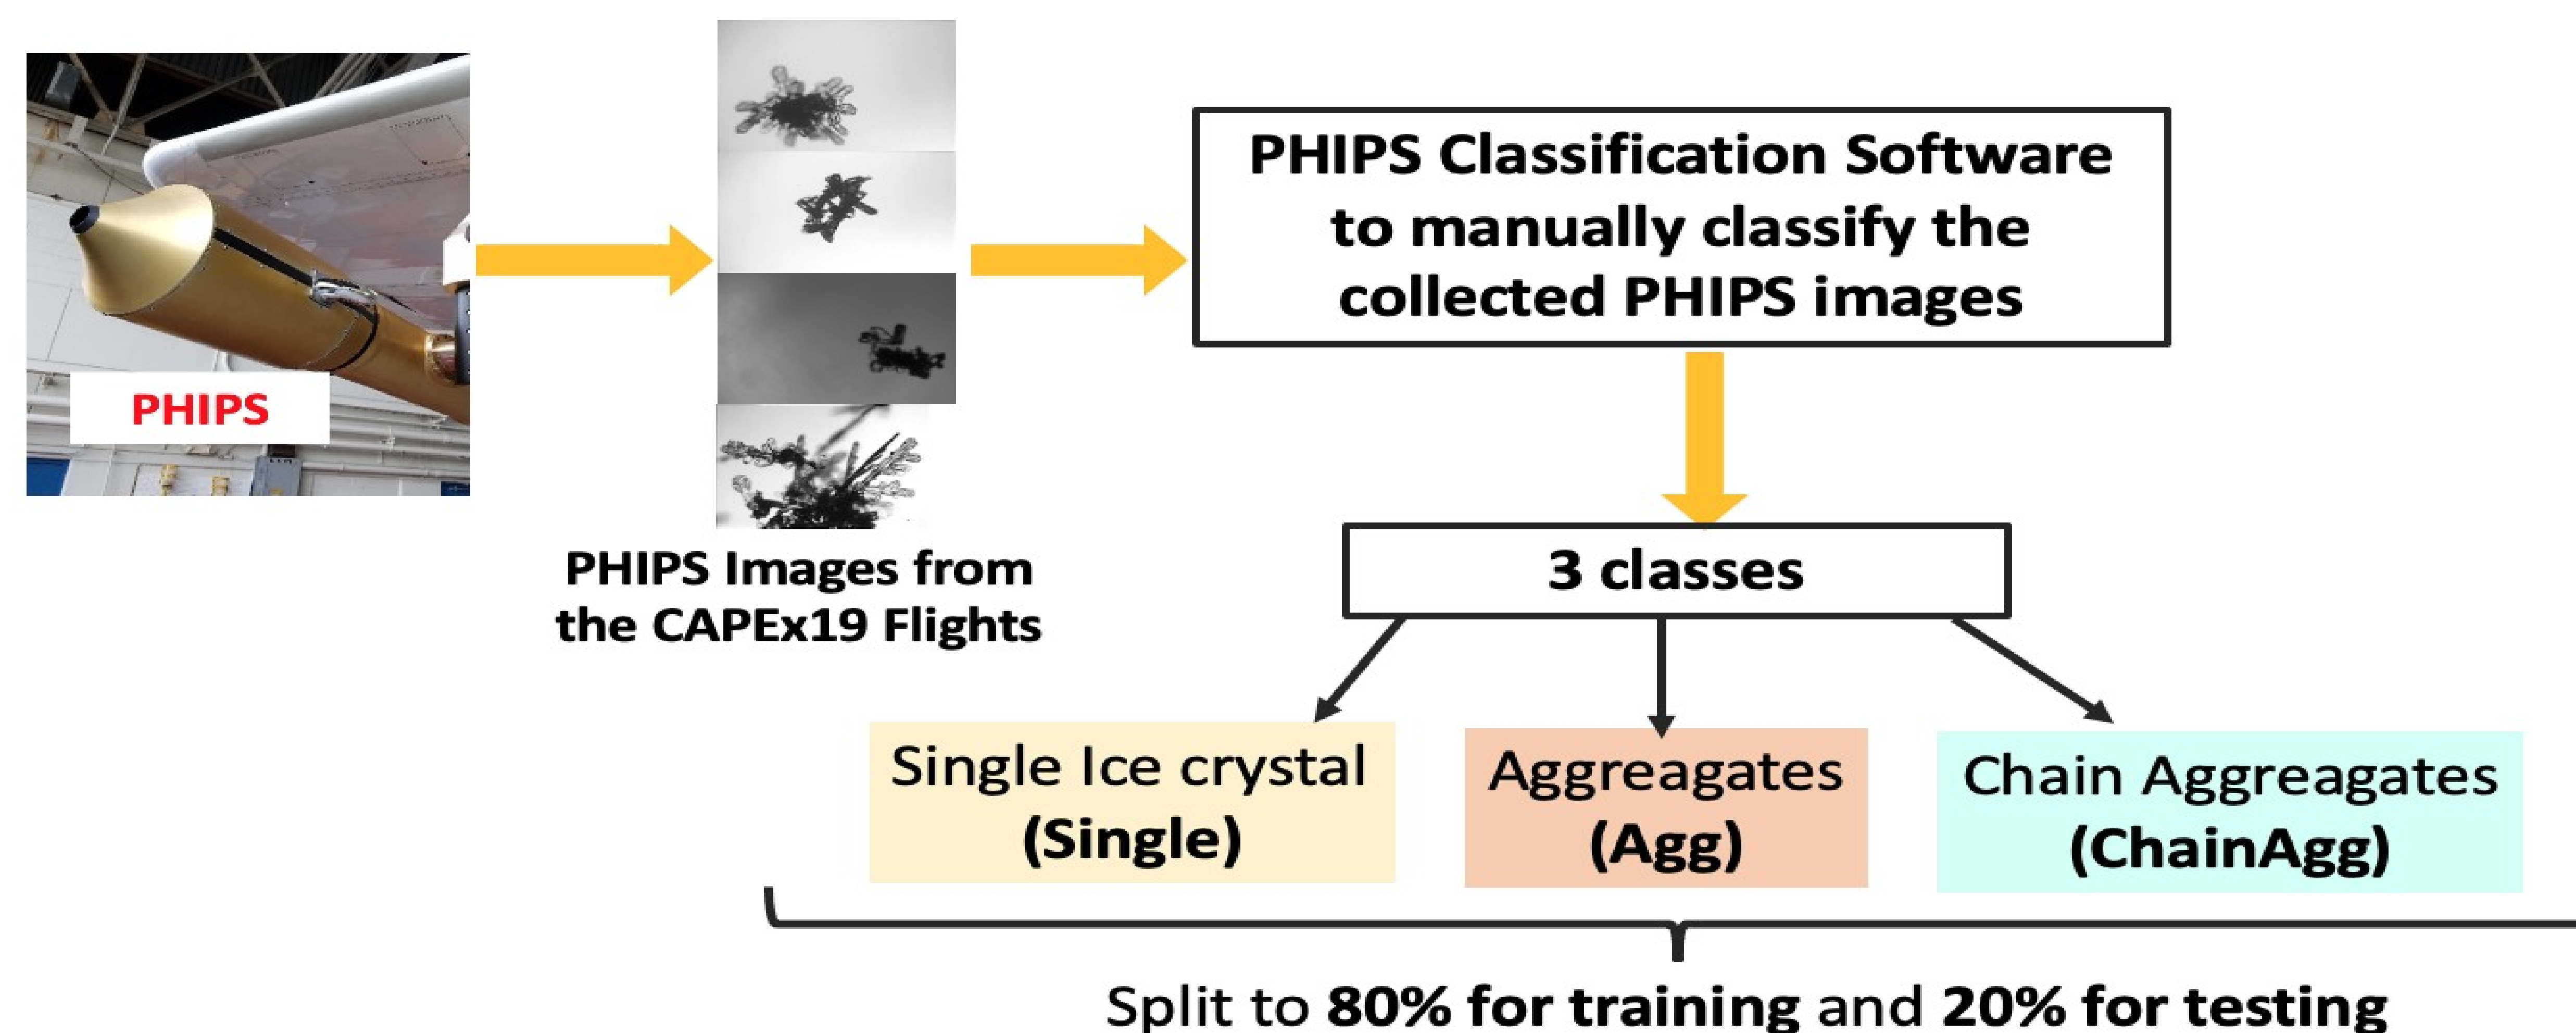 PHIPS
PHIPS Images from
the CAPEx19 Flights
PHIPS Classification Software
to manually classify the
collected PHIPS images
3 classes
Single Ice crystal
(Single)
Aggreagates
(Agg)
Chain Aggreagates
(ChainAgg)
Split to 80% for training and 20% for testing